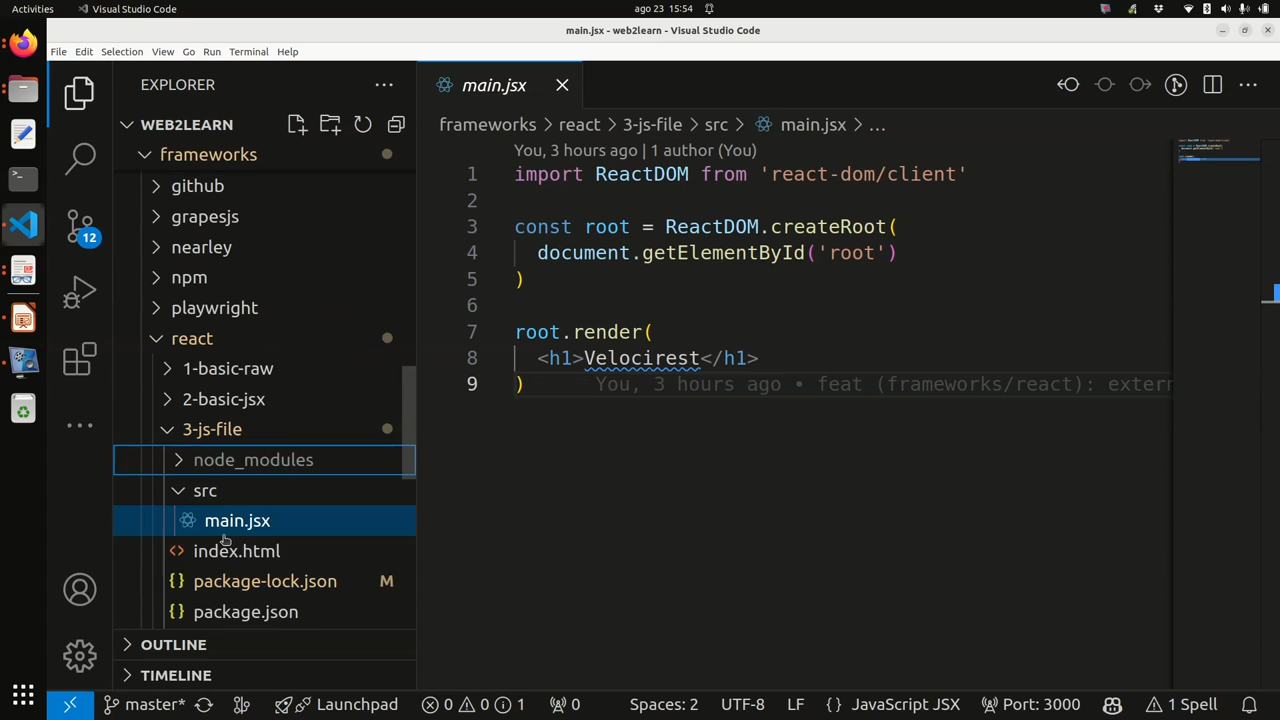 Activities
Visual Studio Code
ago 23 15:54
main.jsx - web2learn - Visual Studio Code
File Edit Selection View Go Run Terminal Help
EXPLORER
WEB2LEARN
frameworks
github
grapesjs
nearley
npm
playwright
react
1-basic-raw
2-basic-jsx
3-js-file
node_modules
src
main.jsx
index.html
package-lock.json M
package.json
OUTLINE
TIMELINE
12
main.jsx
frameworks > react > 3-js-file > src > main.jsx > ...
You, 3 hours ago | 1 author (You)
1 import ReactDOM from 'react-dom/client'
2
3 const root = ReactDOM.createRoot(
4 document.getElementById('root')
5 )
6
7 root.render(
8 <h1>Velocirest</h1>
9 ) You, 3 hours ago • feat (frameworks/react): extern
master* Launchpad 0 0 1 0 Spaces: 2 UTF-8 LF {} JavaScript JSX Port: 3000 1 Spell